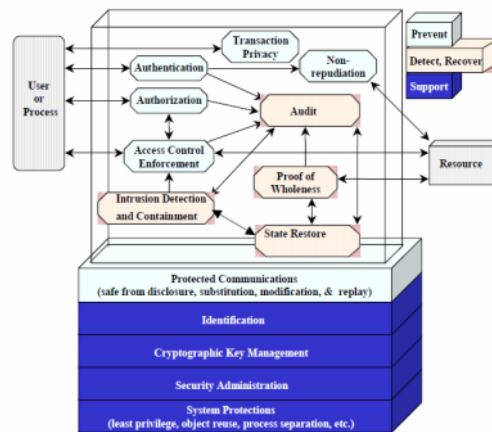 Transaction
Privacy
Prevent
Non-
repudiation
Detect, Recover
Authentication
Support
User
or
Process
Authorization
Audit
Access Control
Enforcement
Resource
Proof of
Wholeness
Intrusion Detection
and Containment
State Restore
Protected Communications
(safe from disclosure, substitution, modification, & replay)
Identification
Cryptographic Key Management
Security Administration
System Protections
(least privilege, object reuse, process separation, etc.)